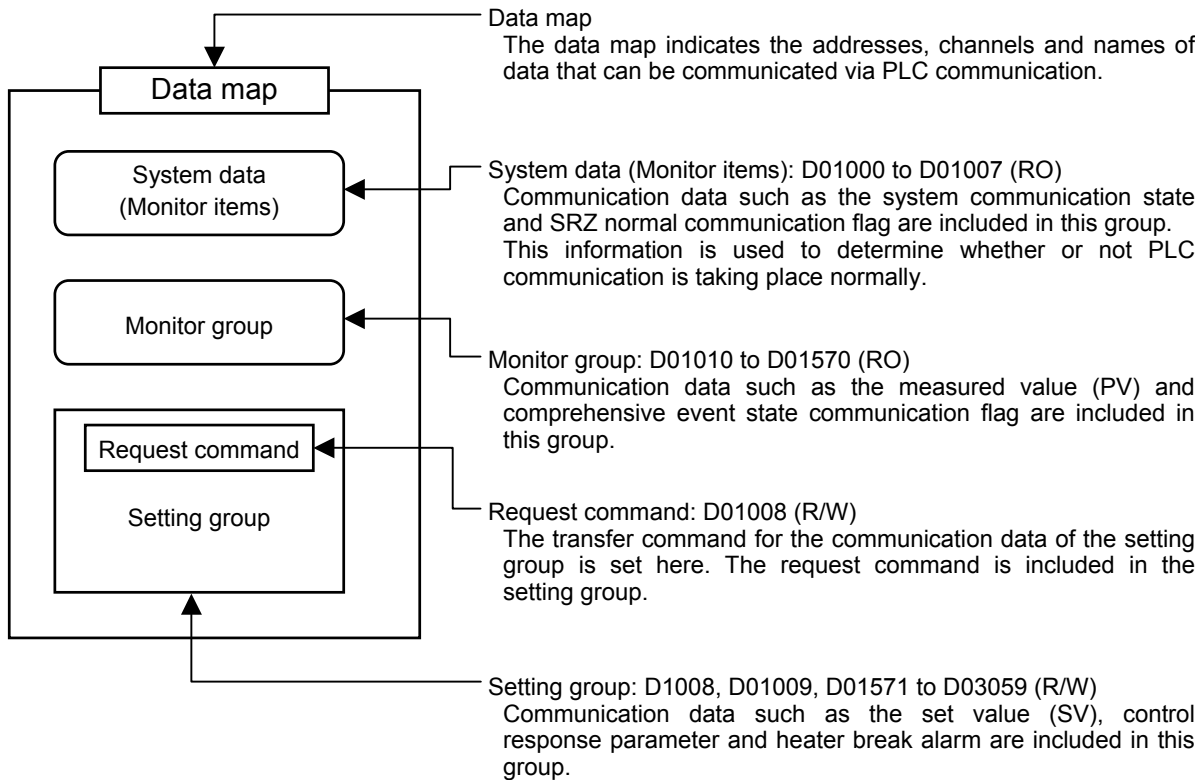 Data map
The data map indicates the addresses, channels and names of
data that can be communicated via PLC communication.
Data map
System data
(Monitor items)
System data (Monitor items): D01000 to D01007 (RO)
Communication data such as the system communication state
and SRZ normal communication flag are included in this group.
This information is used to determine whether or not PLC
communication is taking place normally.
Monitor group
Monitor group: D01010 to D01570 (RO)
Communication data such as the measured value (PV) and
comprehensive event state communication flag are included in
this group.
Request command
Setting group
Request command: D01008 (R/W)
The transfer command for the communication data of the setting
group is set here. The request command is included in the
setting group.
Setting group: D1008, D01009, D01571 to D03059 (R/W)
Communication data such as the set value (SV), control
response parameter and heater break alarm are included in this
group.